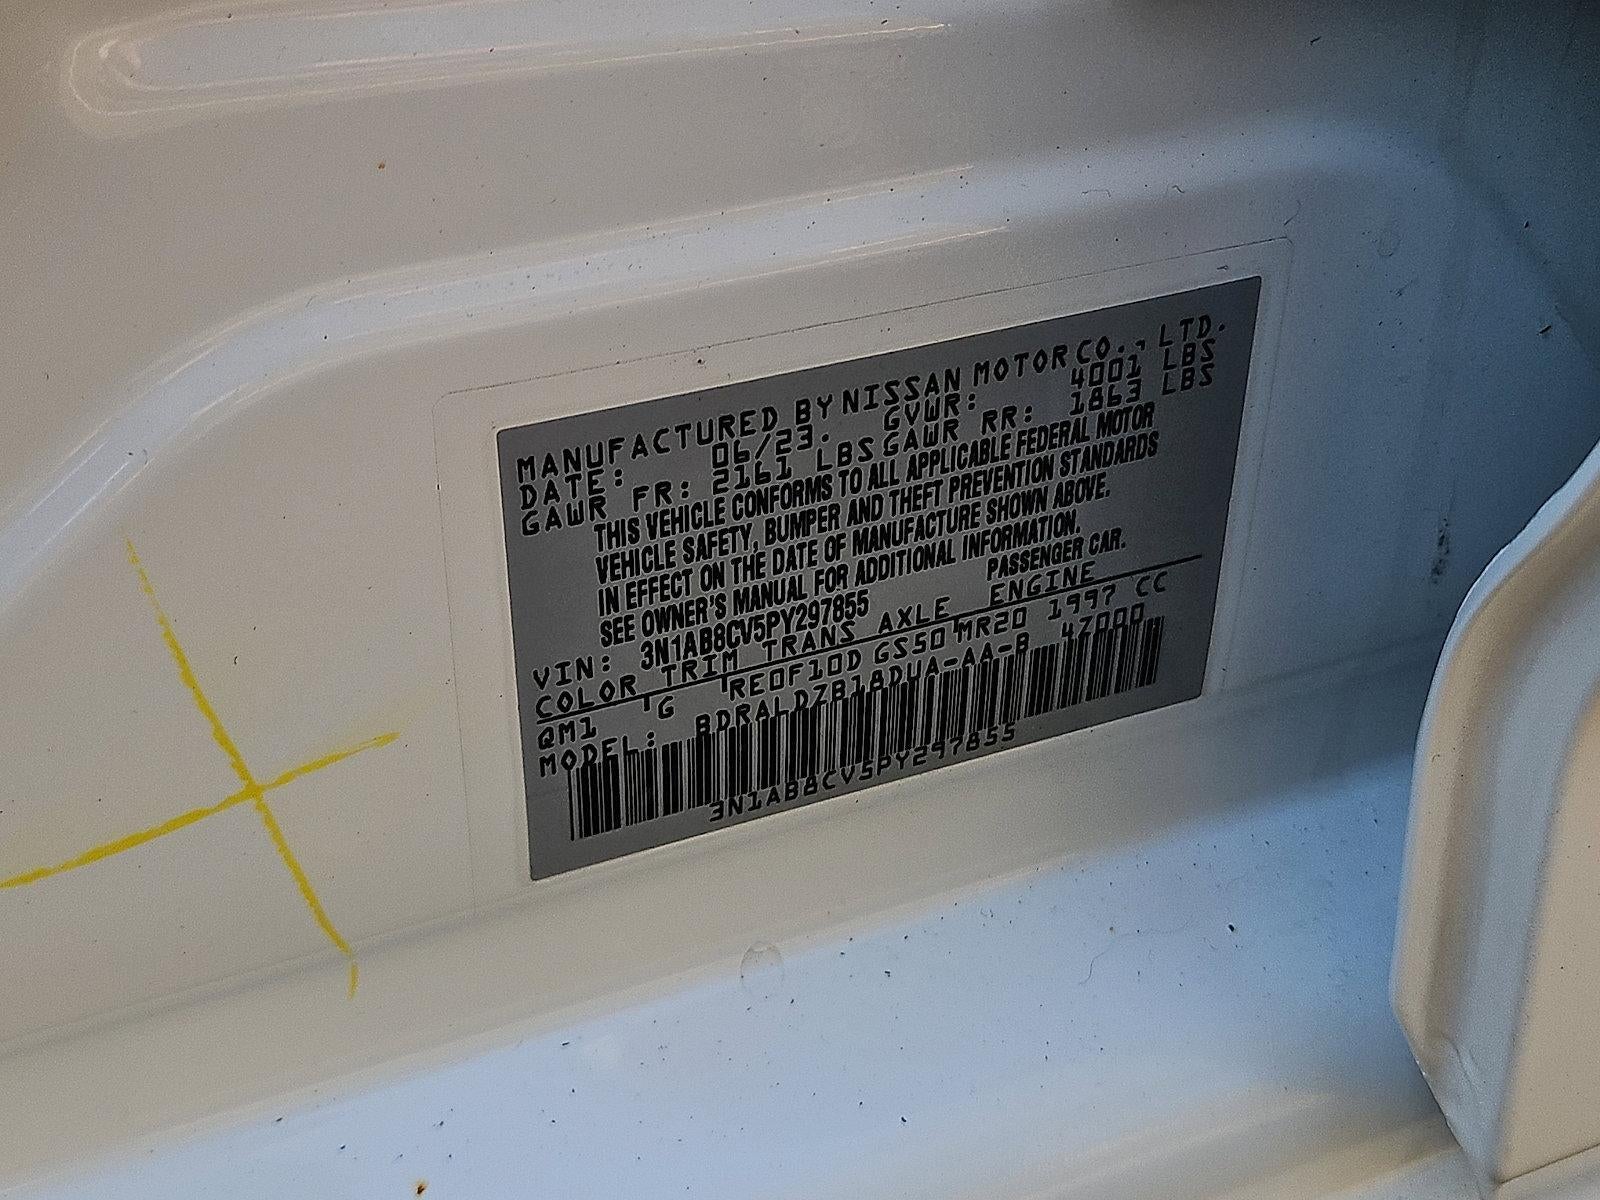 MANUFACTURED BY NISSAN MOTOR CO., LTD.
DATE: 06/23. GVWR: 4001 LBS
GAWR FR: 2161 LBS GAWR RR: 1863 LBS
THIS VEHICLE CONFORMS TO ALL APPLICABLE FEDERAL MOTOR
VEHICLE SAFETY, BUMPER AND THEFT PREVENTION STANDARDS
IN EFFECT ON THE DATE OF MANUFACTURE SHOWN ABOVE.
SEE OWNER'S MANUAL FOR ADDITIONAL INFORMATION.
VIN: 3N1AB8CV5PY297855 PASSENGER CAR.
COLOR TRIM TRANS AXLE ENGINE
QM1 G RE0F10D GS50 MR20 1997 CC
MODEL: BDRALDZB18DUA-AA-B 4Z000
3N1AB8CV5PY297855